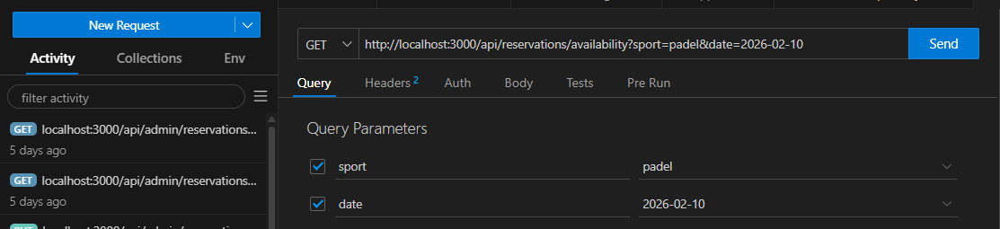 New Request
Activity Collections Env
filter activity
GET localhost:3000/api/admin/reservations...
5 days ago
GET localhost:3000/api/admin/reservations...
5 days ago
GET http://localhost:3000/api/reservations/availability?sport=padel&date=2026-02-10 Send
Query Headers 2 Auth Body Tests Pre Run
Query Parameters
sport padel
date 2026-02-10